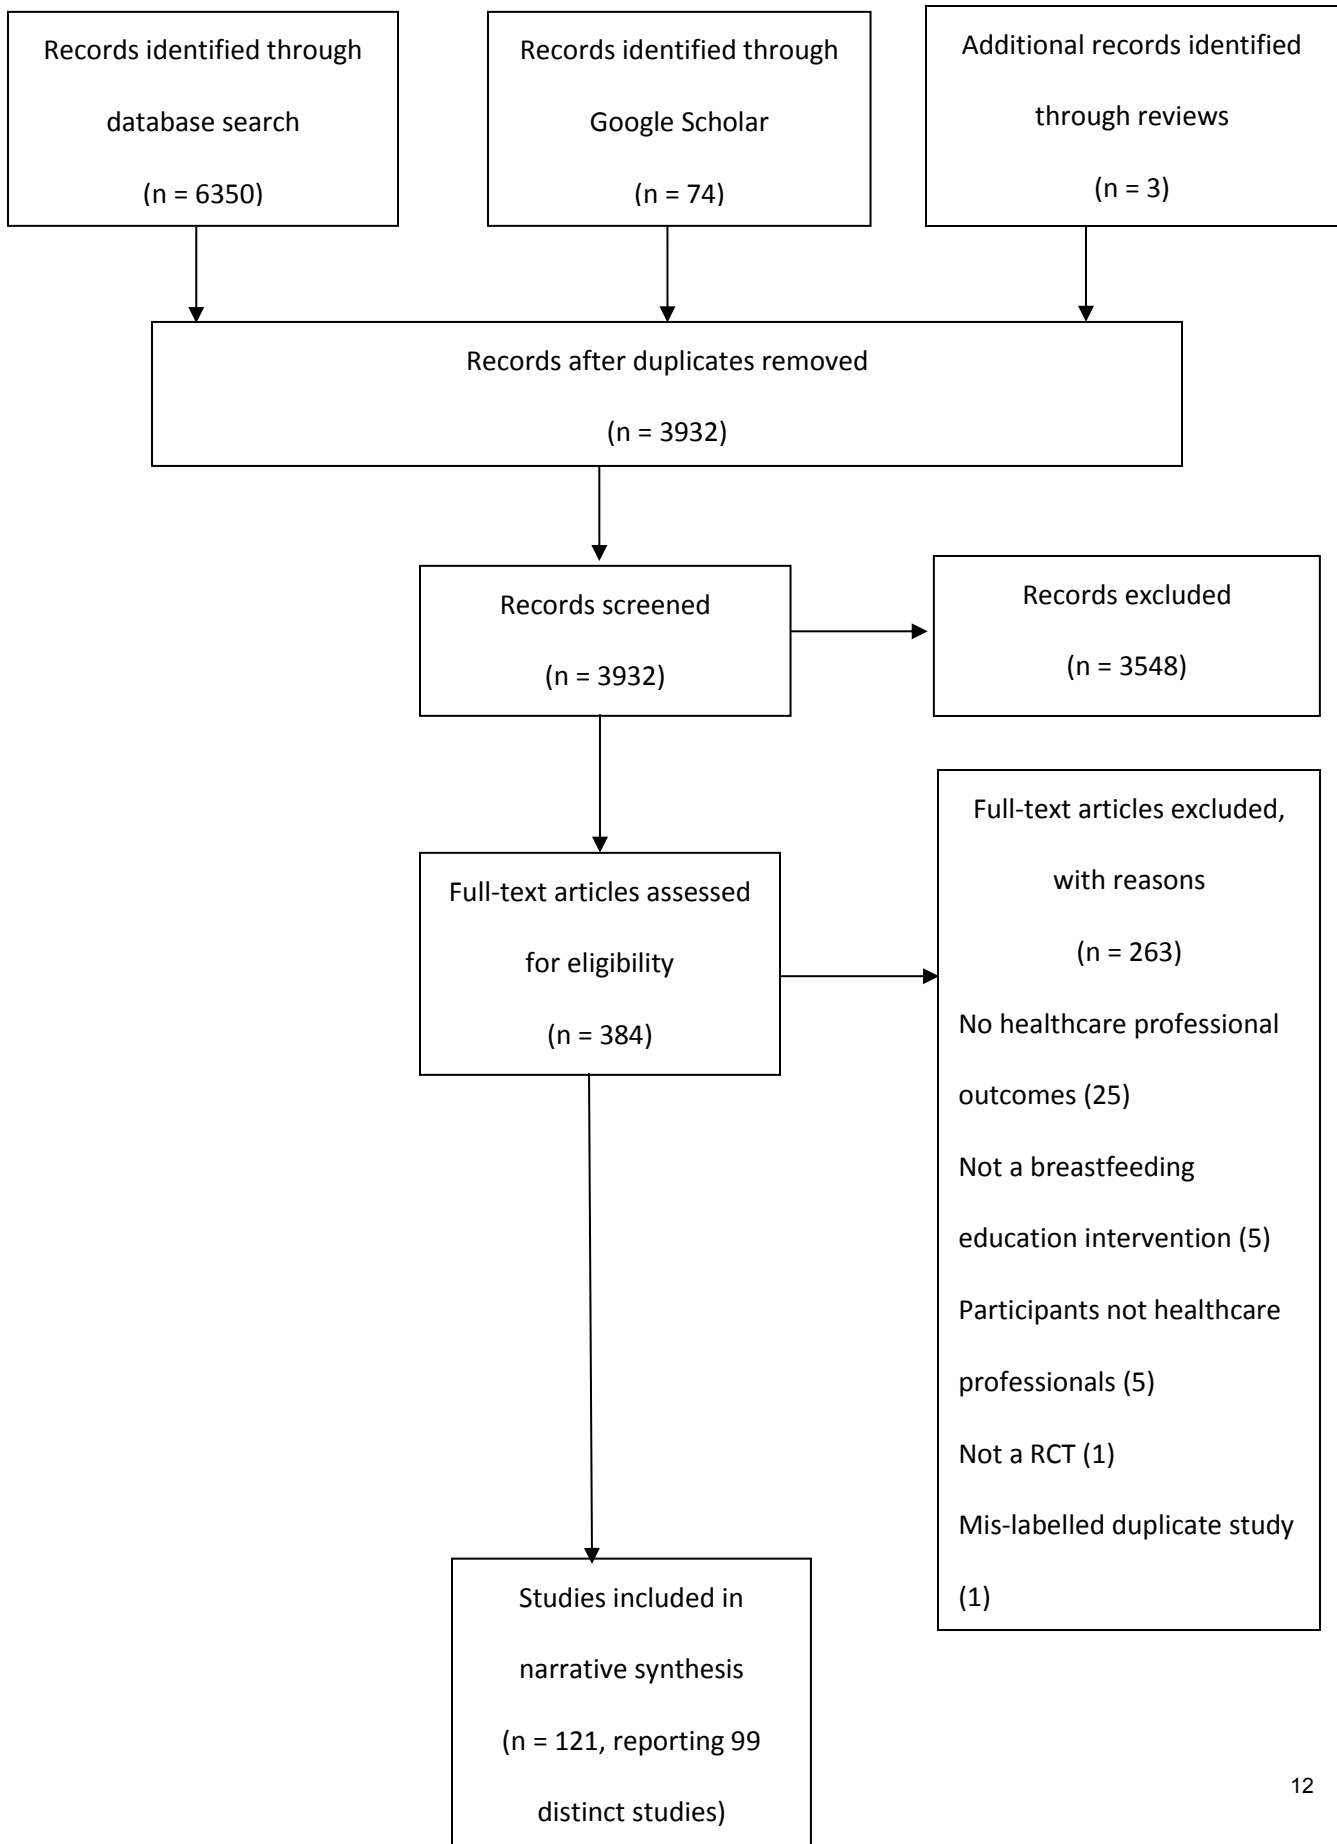 Records identified through
database search
(n = 6350)
Records identified through
Google Scholar
(n = 74)
Additional records identified
through reviews
(n = 3)
Records after duplicates removed
(n = 3932)
Records screened
(n = 3932)
Records excluded
(n = 3548)
Full-text articles assessed
for eligibility
(n = 384)
Full-text articles excluded,
with reasons
(n = 263)
No healthcare professional
outcomes (25)
Not a breastfeeding
education intervention (5)
Participants not healthcare
professionals (5)
Not a RCT (1)
Mis-labelled duplicate study
(1)
Studies included in
narrative synthesis
(n = 121, reporting 99
distinct studies)
12